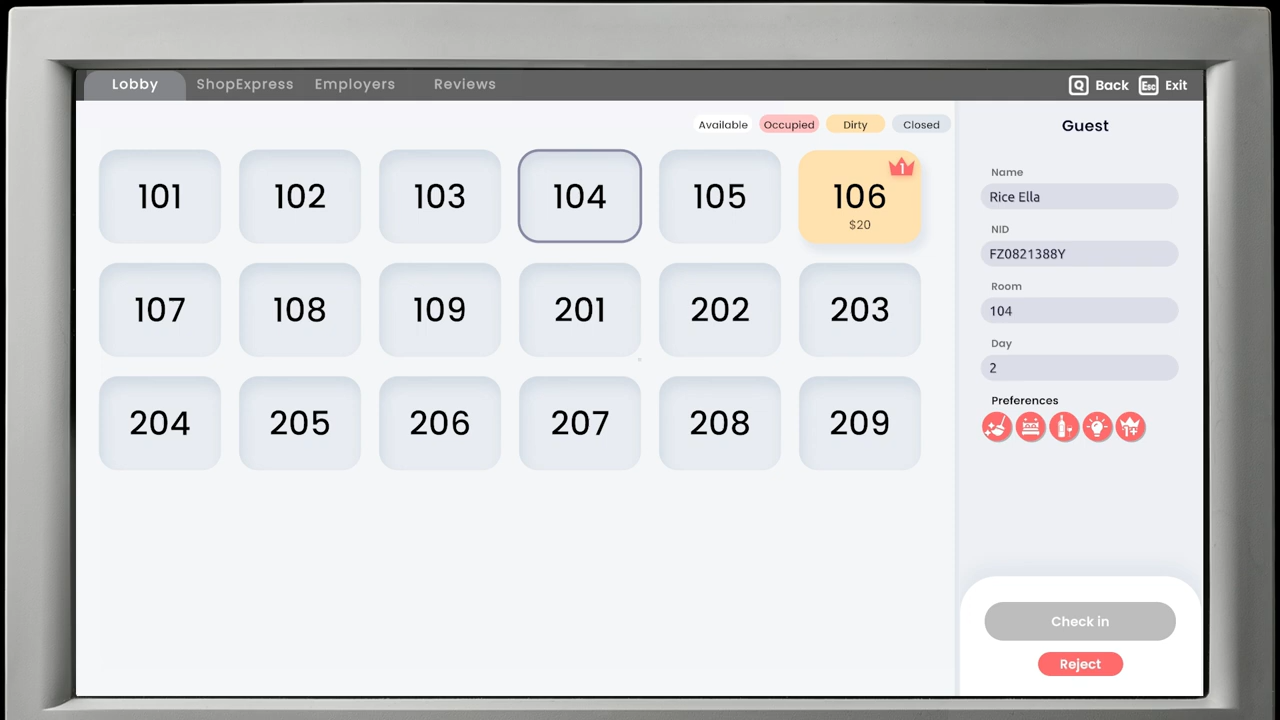 Lobby ShopExpress Employers Reviews Q Back Esc Exit
Available Occupied Dirty Closed
Guest
101 102 103 104 105 1 106 $20
107 108 109 201 202 203
204 205 206 207 208 209
Name
Rice Ella
NID
FZ0821388Y
Room
104
Day
2
Preferences
1+
Check in
Reject